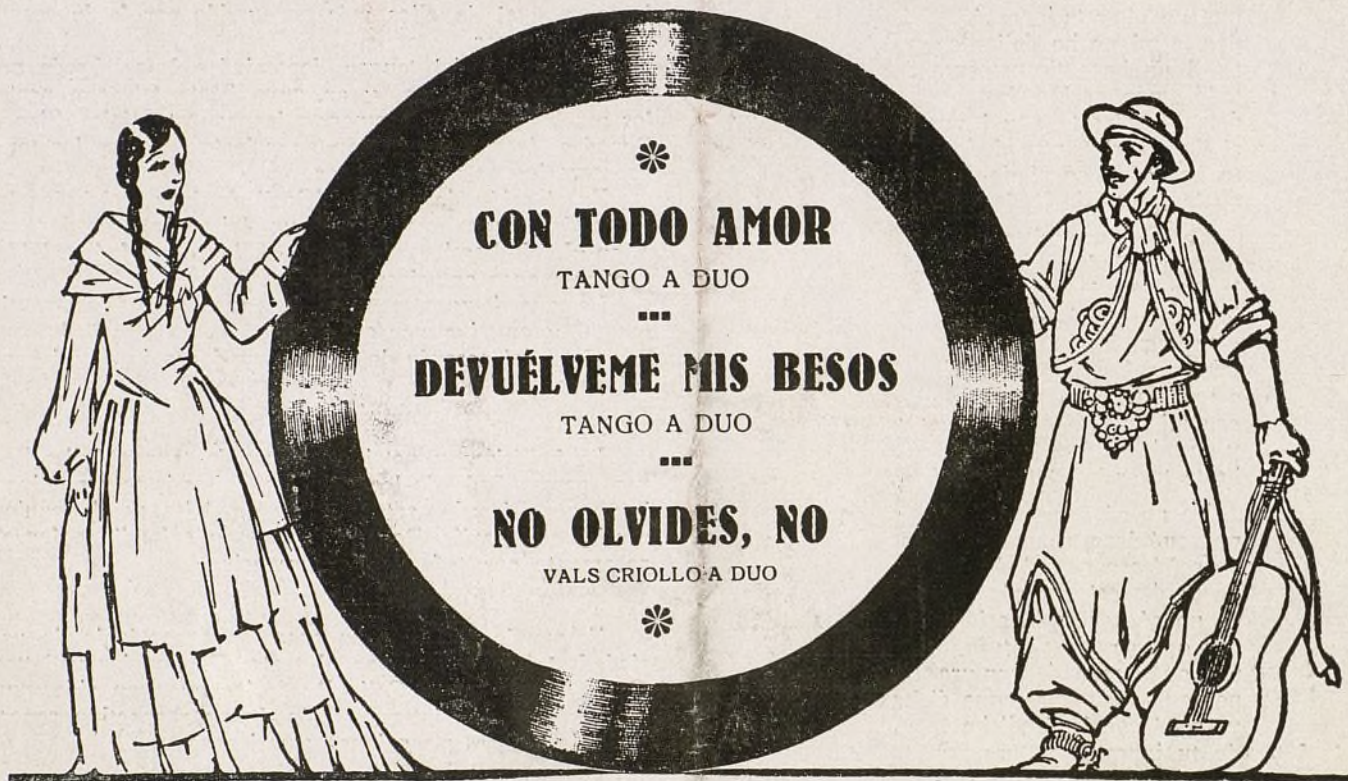 CON TODO AMOR
TANGO A DUO
DEVUÉLVEME MIS BESOS
TANGO A DUO
NO OLVIDES, NO
VALS CRIOLLO A DUO